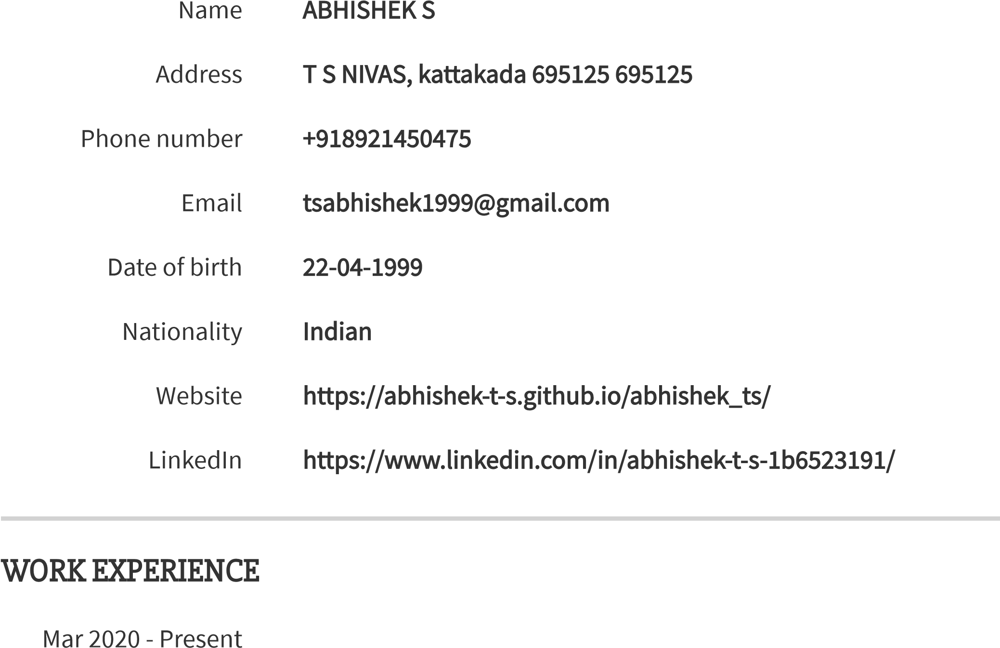 Name ABHISHEK S
Address T S NIVAS, kattakada 695125 695125
Phone number +918921450475
Email tsabhishek1999@gmail.com
Date of birth 22-04-1999
Nationality Indian
Website https://abhishek-t-s.github.io/abhishek_ts/
LinkedIn https://www.linkedin.com/in/abhishek-t-s-1b6523191/
WORK EXPERIENCE
Mar 2020 - Present